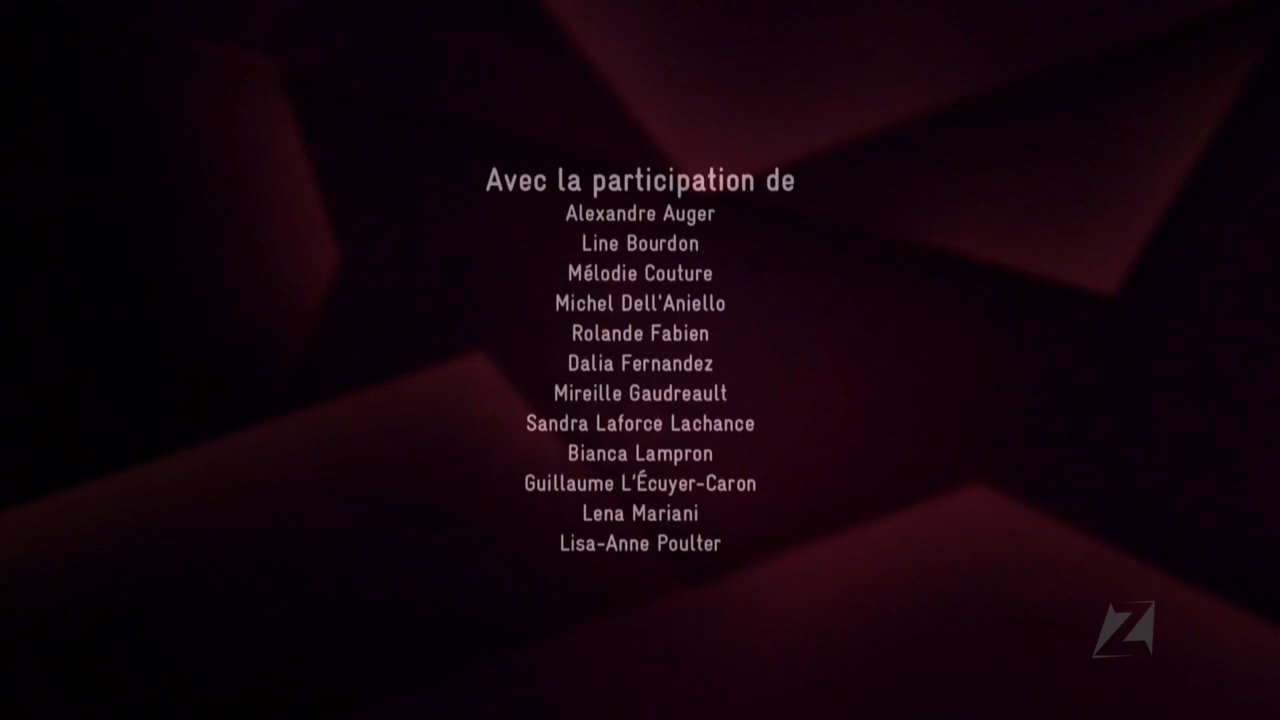 Avec la participation de
Alexandre Auger
Line Bourdon
Mélodie Couture
Michel Dell'Aniello
Rolande Fabien
Dalia Fernandez
Mireille Gaudreault
Sandra Laforce Lachance
Bianca Lampron
Guillaume L'Écuyer-Caron
Lena Mariani
Lisa-Anne Poulter
Z